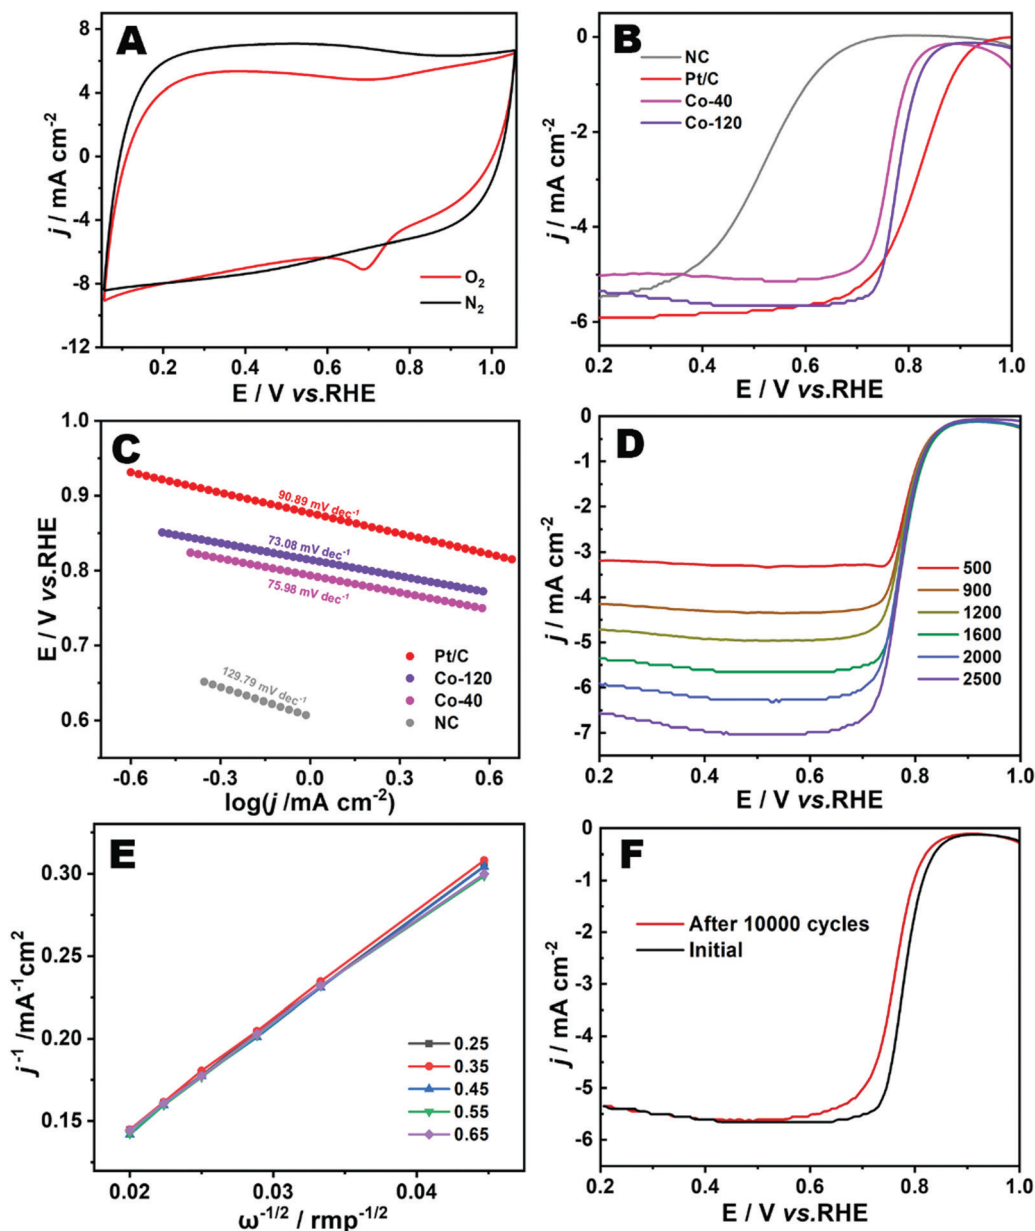 A
8
4
0
-4
-8
-12
j / mA cm-2
O2
N2
0.2 0.4 0.6 0.8 1.0
E / V vs.RHE
B
0
-2
-4
-6
j / mA cm-2
NC
Pt/C
Co-40
Co-120
0.2 0.4 0.6 0.8 1.0
E / V vs.RHE
C
1.0
0.9
0.8
0.7
0.6
E / V vs.RHE
90.89 mV dec-1
73.08 mV dec-1
75.98 mV dec-1
129.79 mV dec-1
Pt/C
Co-120
Co-40
NC
-0.6 -0.3 0.0 0.3 0.6
log(j /mA cm-2)
D
0
-1
-2
-3
-4
-5
-6
-7
j / mA cm-2
500
900
1200
1600
2000
2500
0.2 0.4 0.6 0.8 1.0
E / V vs.RHE
E
0.30
0.25
0.20
0.15
j-1 /mA-1cm2
0.25
0.35
0.45
0.55
0.65
0.02 0.03 0.04
ω-1/2 / rmp-1/2
F
0
-1
-2
-3
-4
-5
-6
j / mA cm-2
After 10000 cycles
Initial
0.2 0.4 0.6 0.8 1.0
E / V vs.RHE